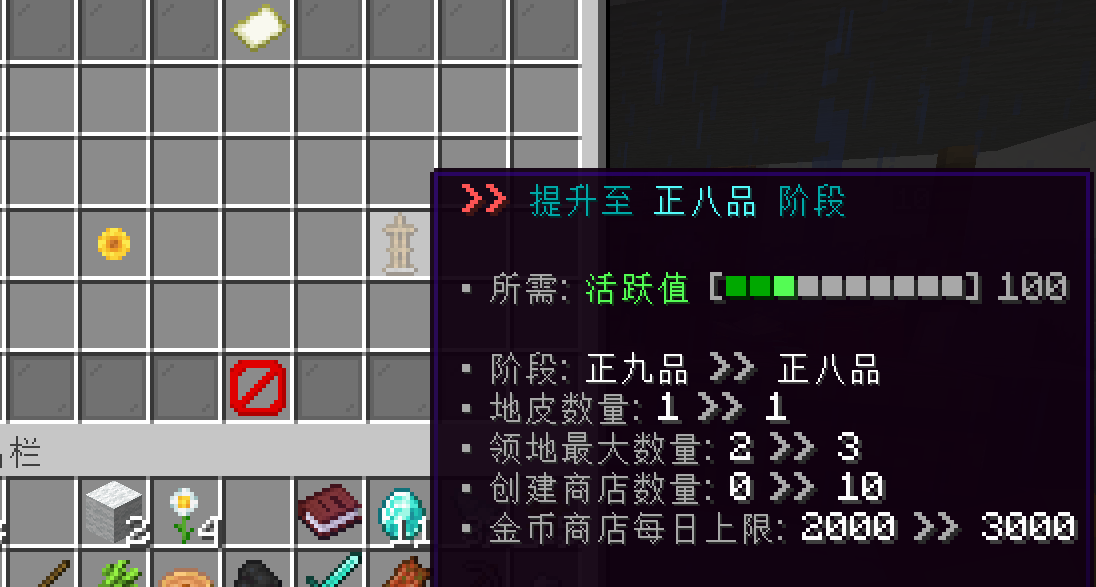 >> 提升至 正八品 阶段
· 所需: 活跃值 [■■■■■■■■■■] 100
· 阶段: 正九品 >> 正八品
· 地皮数量: 1 >> 1
· 领地最大数量: 2 >> 3
· 创建商店数量: 0 >> 10
· 金币商店每日上限: 2000 >> 3000
栏
2 4 11